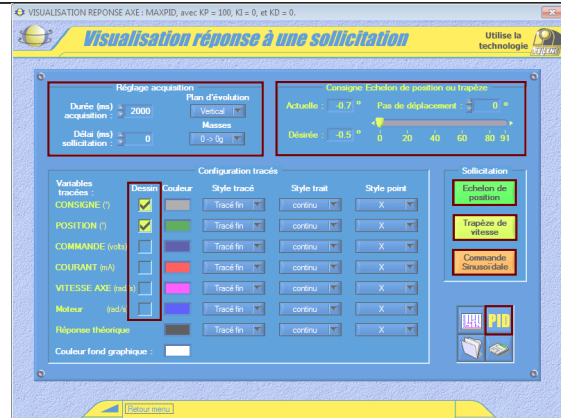 VISUALISATION REPONSE AXE : MAXPID, avec KP = 100, KI = 0, et KD = 0.
Visualisation réponse à une sollicitation
Utilise la
technologie
Réglage acquisition
Durée (ms)
acquisition :
2000
Délai (ms)
sollicitation :
0
Plan d'évolution
Vertical
Masses
0 -> 0g
Consigne Echelon de position ou trapèze
Actuelle : -0.7 °
Pas de déplacement : 0 °
Désirée : -0.5 °
0 20 40 60 80 91
Configuration tracés
Variables
tracées :
Dessin Couleur Style tracé Style trait Style point
CONSIGNE (°) Tracé fin continu X
POSITION (°) Tracé fin continu X
COMMANDE (volts) Tracé fin continu X
COURANT (mA) Tracé fin continu X
VITESSE AXE (rad/s) Tracé fin continu X
Moteur (rad/s Tracé fin continu X
Réponse théorique Tracé fin continu X
Couleur fond graphique :
Sollicitation
Echelon de
position
Trapèze de
vitesse
Commande
Sinusoïdale
PID
Retour menu